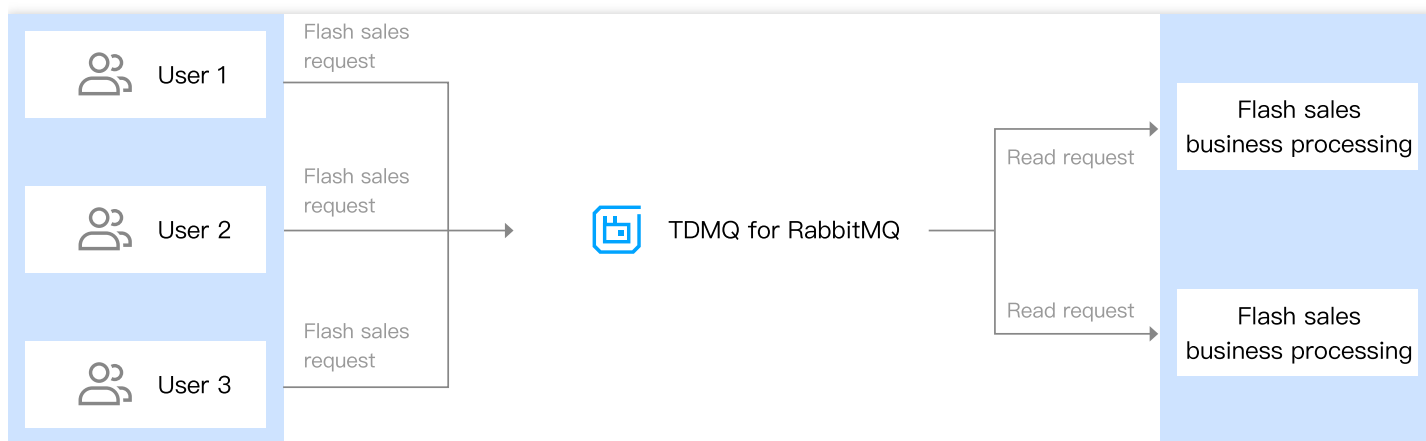 Flash sales
request
User 1
Flash sales
business processing
Read request
Flash sales
request
User 2
TDMQ for RabbitMQ
Read request
Flash sales
business processing
Flash sales
request
User 3